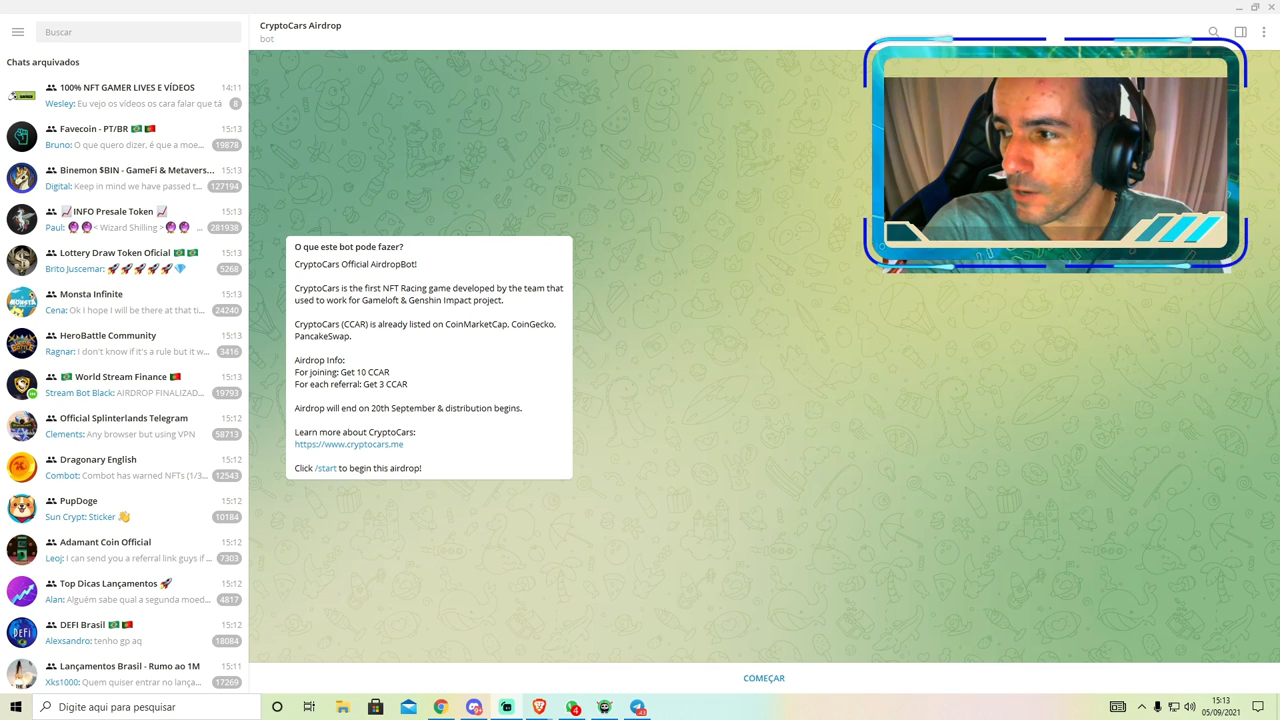 Buscar
Chats arquivados
100% NFT GAMER LIVES E VÍDEOS 14:11
Wesley: Eu vejo os vídeos os cara falar que tá 8
Favecoin - PT/BR 🇧🇷 🇵🇹 15:13
Bruno: O que quero dizer, é que a moe... 19878
Binemon $BIN - GameFi & Metavers... 15:13
Digital: Keep in mind we have passed t... 127194
📈INFO Presale Token 📈 15:13
Paul: 🔮🔮< Wizard Shilling >🔮🔮 ... 281938
Lottery Draw Token Oficial 🇧🇷 🇧🇷 15:13
Brito Juscemar: 🚀🚀🚀🚀🚀💎 5268
Monsta Infinite 15:13
Cena: Ok I hope I will be there at that ti... 24240
HeroBattle Community 15:13
Ragnar: I don't know if it's a rule but it w... 3416
🇧🇷 World Stream Finance 🇵🇹 15:13
Stream Bot Black: AIRDROP FINALIZAD... 19793
Official Splinterlands Telegram 15:12
Clements: Any browser but using VPN 58713
Dragonary English 15:12
Combot: Combot has warned NFTs (1/3... 12543
PupDoge 15:12
Sun Crypt: Sticker 👋 10184
Adamant Coin Official 15:12
Leoj: I can send you a referral link guys if ... 7303
Top Dicas Lançamentos 🚀 15:12
Alan: Alguém sabe qual a segunda moed... 4817
DEFI Brasil 🇧🇷 🇵🇹 15:12
Alexsandro: tenho gp aq 18084
Lançamentos Brasil - Rumo ao 1M 15:11
Xks1000: Quem quiser entrar no lança... 17269
CryptoCars Airdrop
bot
O que este bot pode fazer?
CryptoCars Official AirdropBot!
CryptoCars is the first NFT Racing game developed by the team that
used to work for Gameloft & Genshin Impact project.
CryptoCars (CCAR) is already listed on CoinMarketCap, CoinGecko,
PancakeSwap.
Airdrop Info:
For joining: Get 10 CCAR
For each referral: Get 3 CCAR
Airdrop will end on 20th September & distribution begins.
Learn more about CryptoCars:
https://www.cryptocars.me
Click /start to begin this airdrop!
COMEÇAR
Digite aqui para pesquisar
15:13
05/09/2021